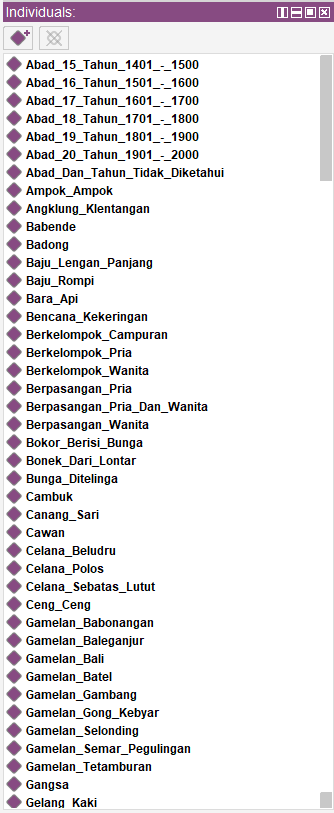 Individuals:
Abad_15_Tahun_1401_-_1500
Abad_16_Tahun_1501_-_1600
Abad_17_Tahun_1601_-_1700
Abad_18_Tahun_1701_-_1800
Abad_19_Tahun_1801_-_1900
Abad_20_Tahun_1901_-_2000
Abad_Dan_Tahun_Tidak_Diketahui
Ampok_Ampok
Angklung_Klentangan
Babende
Badong
Baju_Lengan_Panjang
Baju_Rompi
Bara_Api
Bencana_Kekeringan
Berkelompok_Campuran
Berkelompok_Pria
Berkelompok_Wanita
Berpasangan_Pria
Berpasangan_Pria_Dan_Wanita
Berpasangan_Wanita
Bokor_Berisi_Bunga
Bonek_Dari_Lontar
Bunga_Ditelinga
Cambuk
Canang_Sari
Cawan
Celana_Beludru
Celana_Polos
Celana_Sebatas_Lutut
Ceng_Ceng
Gamelan_Babonangan
Gamelan_Baleganjur
Gamelan_Bali
Gamelan_Batel
Gamelan_Gambang
Gamelan_Gong_Kebyar
Gamelan_Selonding
Gamelan_Semar_Pegulingan
Gamelan_Tetamburan
Gangsa
Gelang_Kaki